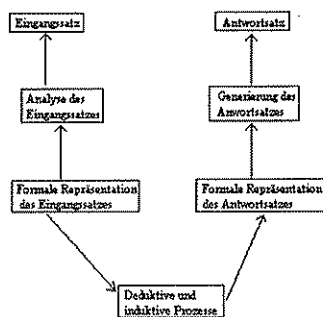 Eingangssatz
Antwortsatz
Analyse des
Eingangssatzes
Generierung des
Anwortsatzes
Formale Repräsentation
des Eingangssatzes
Formale Repräsentation
des Antwortsatzes
Deduktive und
induktive Prozesse